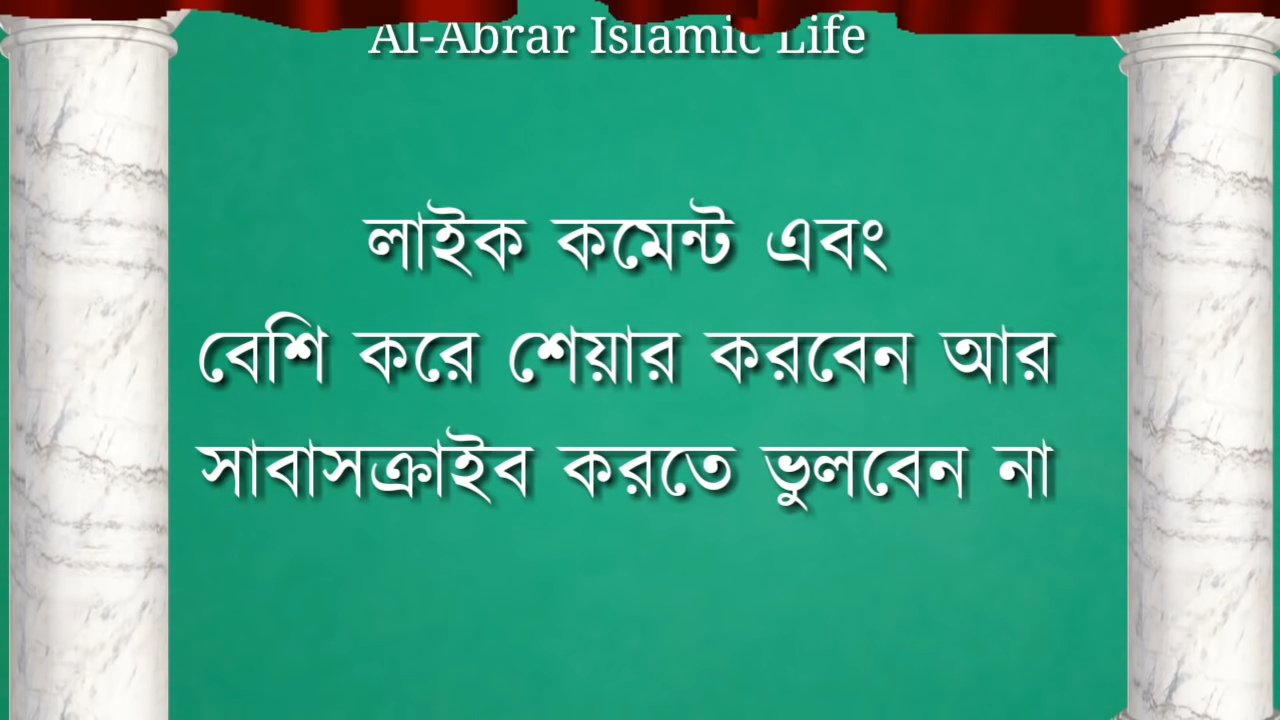 Al-Abrar Islamic Life
লাইক কমেন্ট এবং
বেশি করে শেয়ার করবেন আর
সাবাসক্রাইব করতে ভুলবেন না